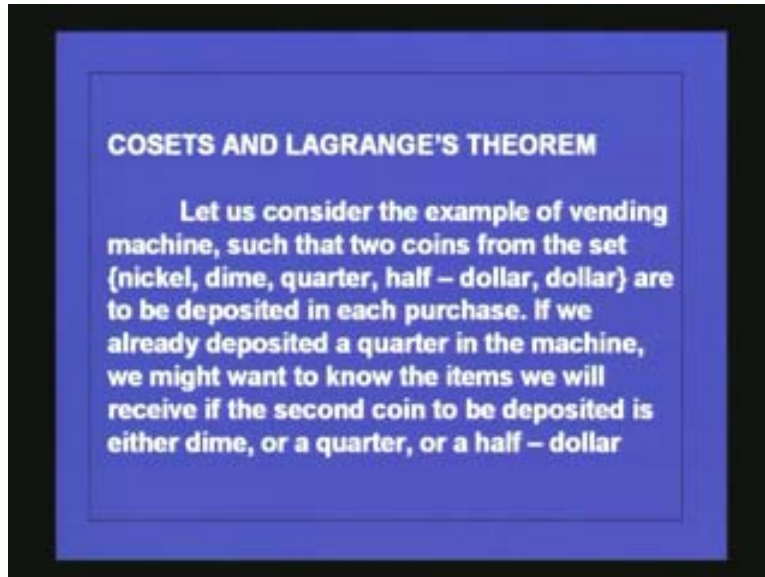 COSETS AND LAGRANGE'S THEOREM
Let us consider the example of vending
machine, such that two coins from the set
{nickel, dime, quarter, half – dollar, dollar} are
to be deposited in each purchase. If we
already deposited a quarter in the machine,
we might want to know the items we will
receive if the second coin to be deposited is
either dime, or a quarter, or a half – dollar